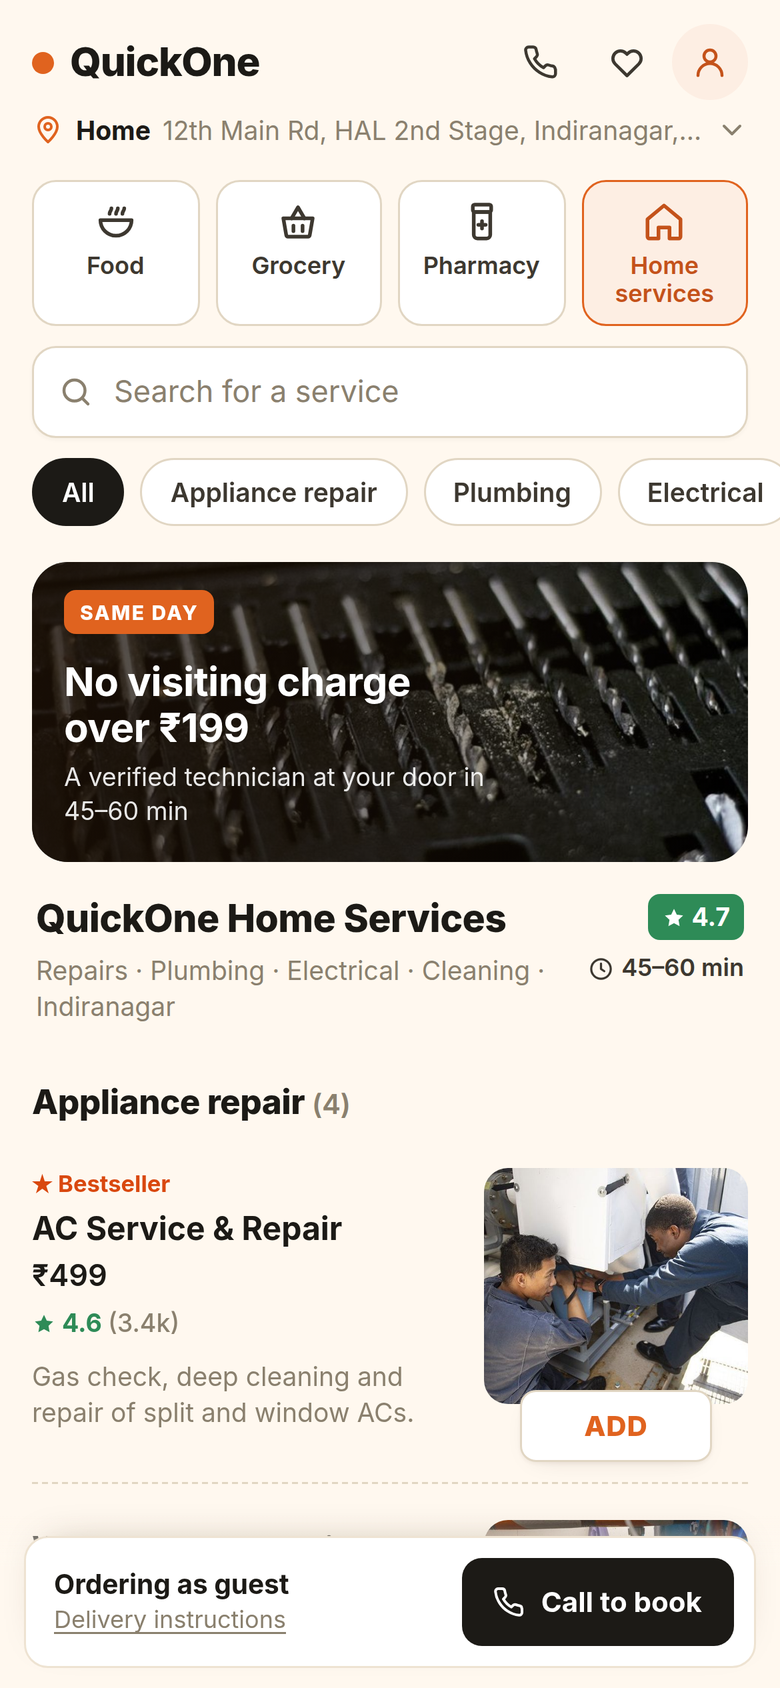 QuickOne
Home 12th Main Rd, HAL 2nd Stage, Indiranagar,...
Food
Grocery
Pharmacy
Home
services
Search for a service
All
Appliance repair
Plumbing
Electrical
SAME DAY
No visiting charge
over ₹199
A verified technician at your door in
45–60 min
QuickOne Home Services
★ 4.7
Repairs · Plumbing · Electrical · Cleaning ·
Indiranagar
45–60 min
Appliance repair (4)
★ Bestseller
AC Service & Repair
₹499
★ 4.6 (3.4k)
Gas check, deep cleaning and
repair of split and window ACs.
ADD
Ordering as guest
Delivery instructions
Call to book